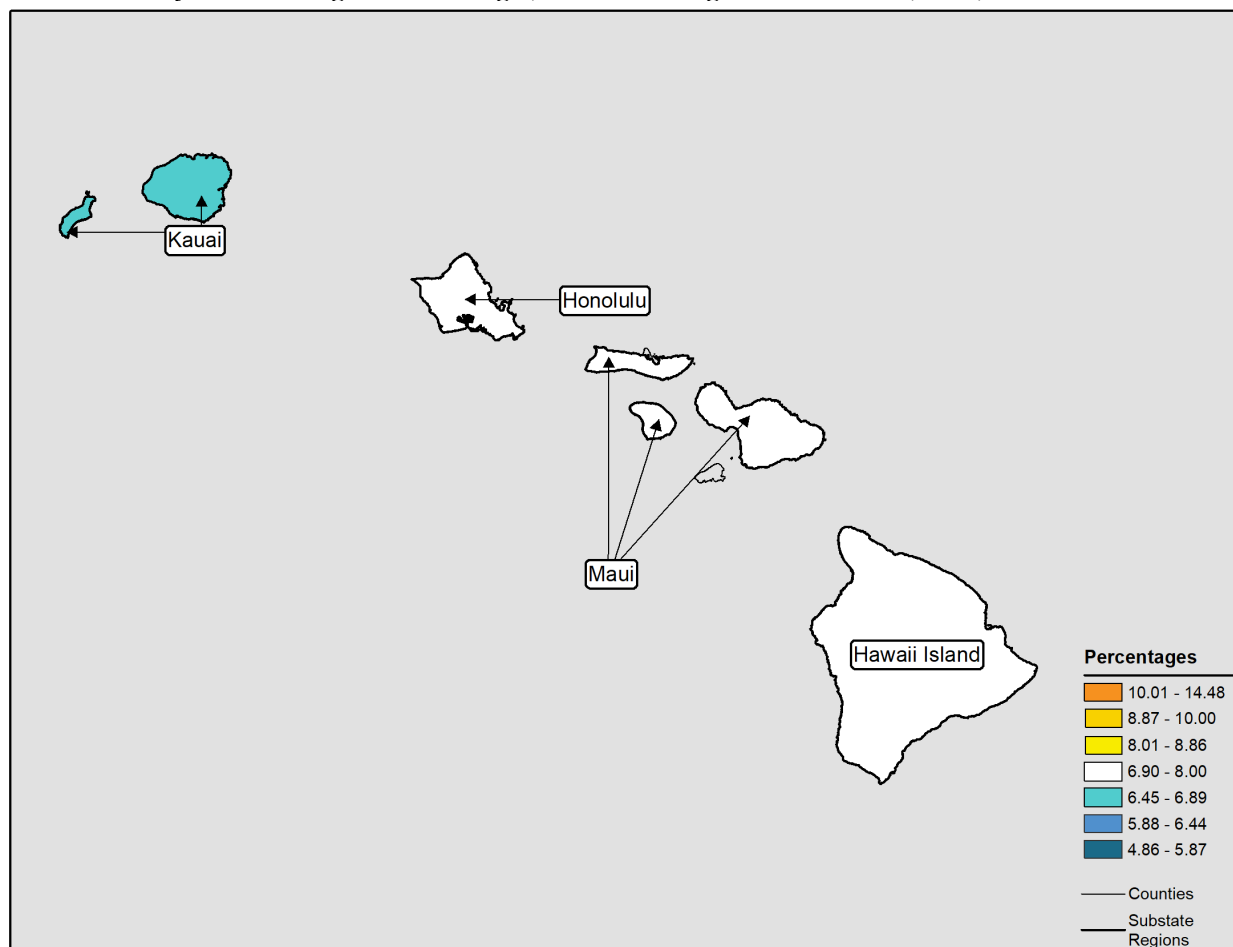 Kauai
Honolulu
Maui
Hawaii Island
Percentages
10.01 - 14.48
8.87 - 10.00
8.01 - 8.86
6.90 - 8.00
6.45 - 6.89
5.88 - 6.44
4.86 - 5.87
Counties
Substate
Regions